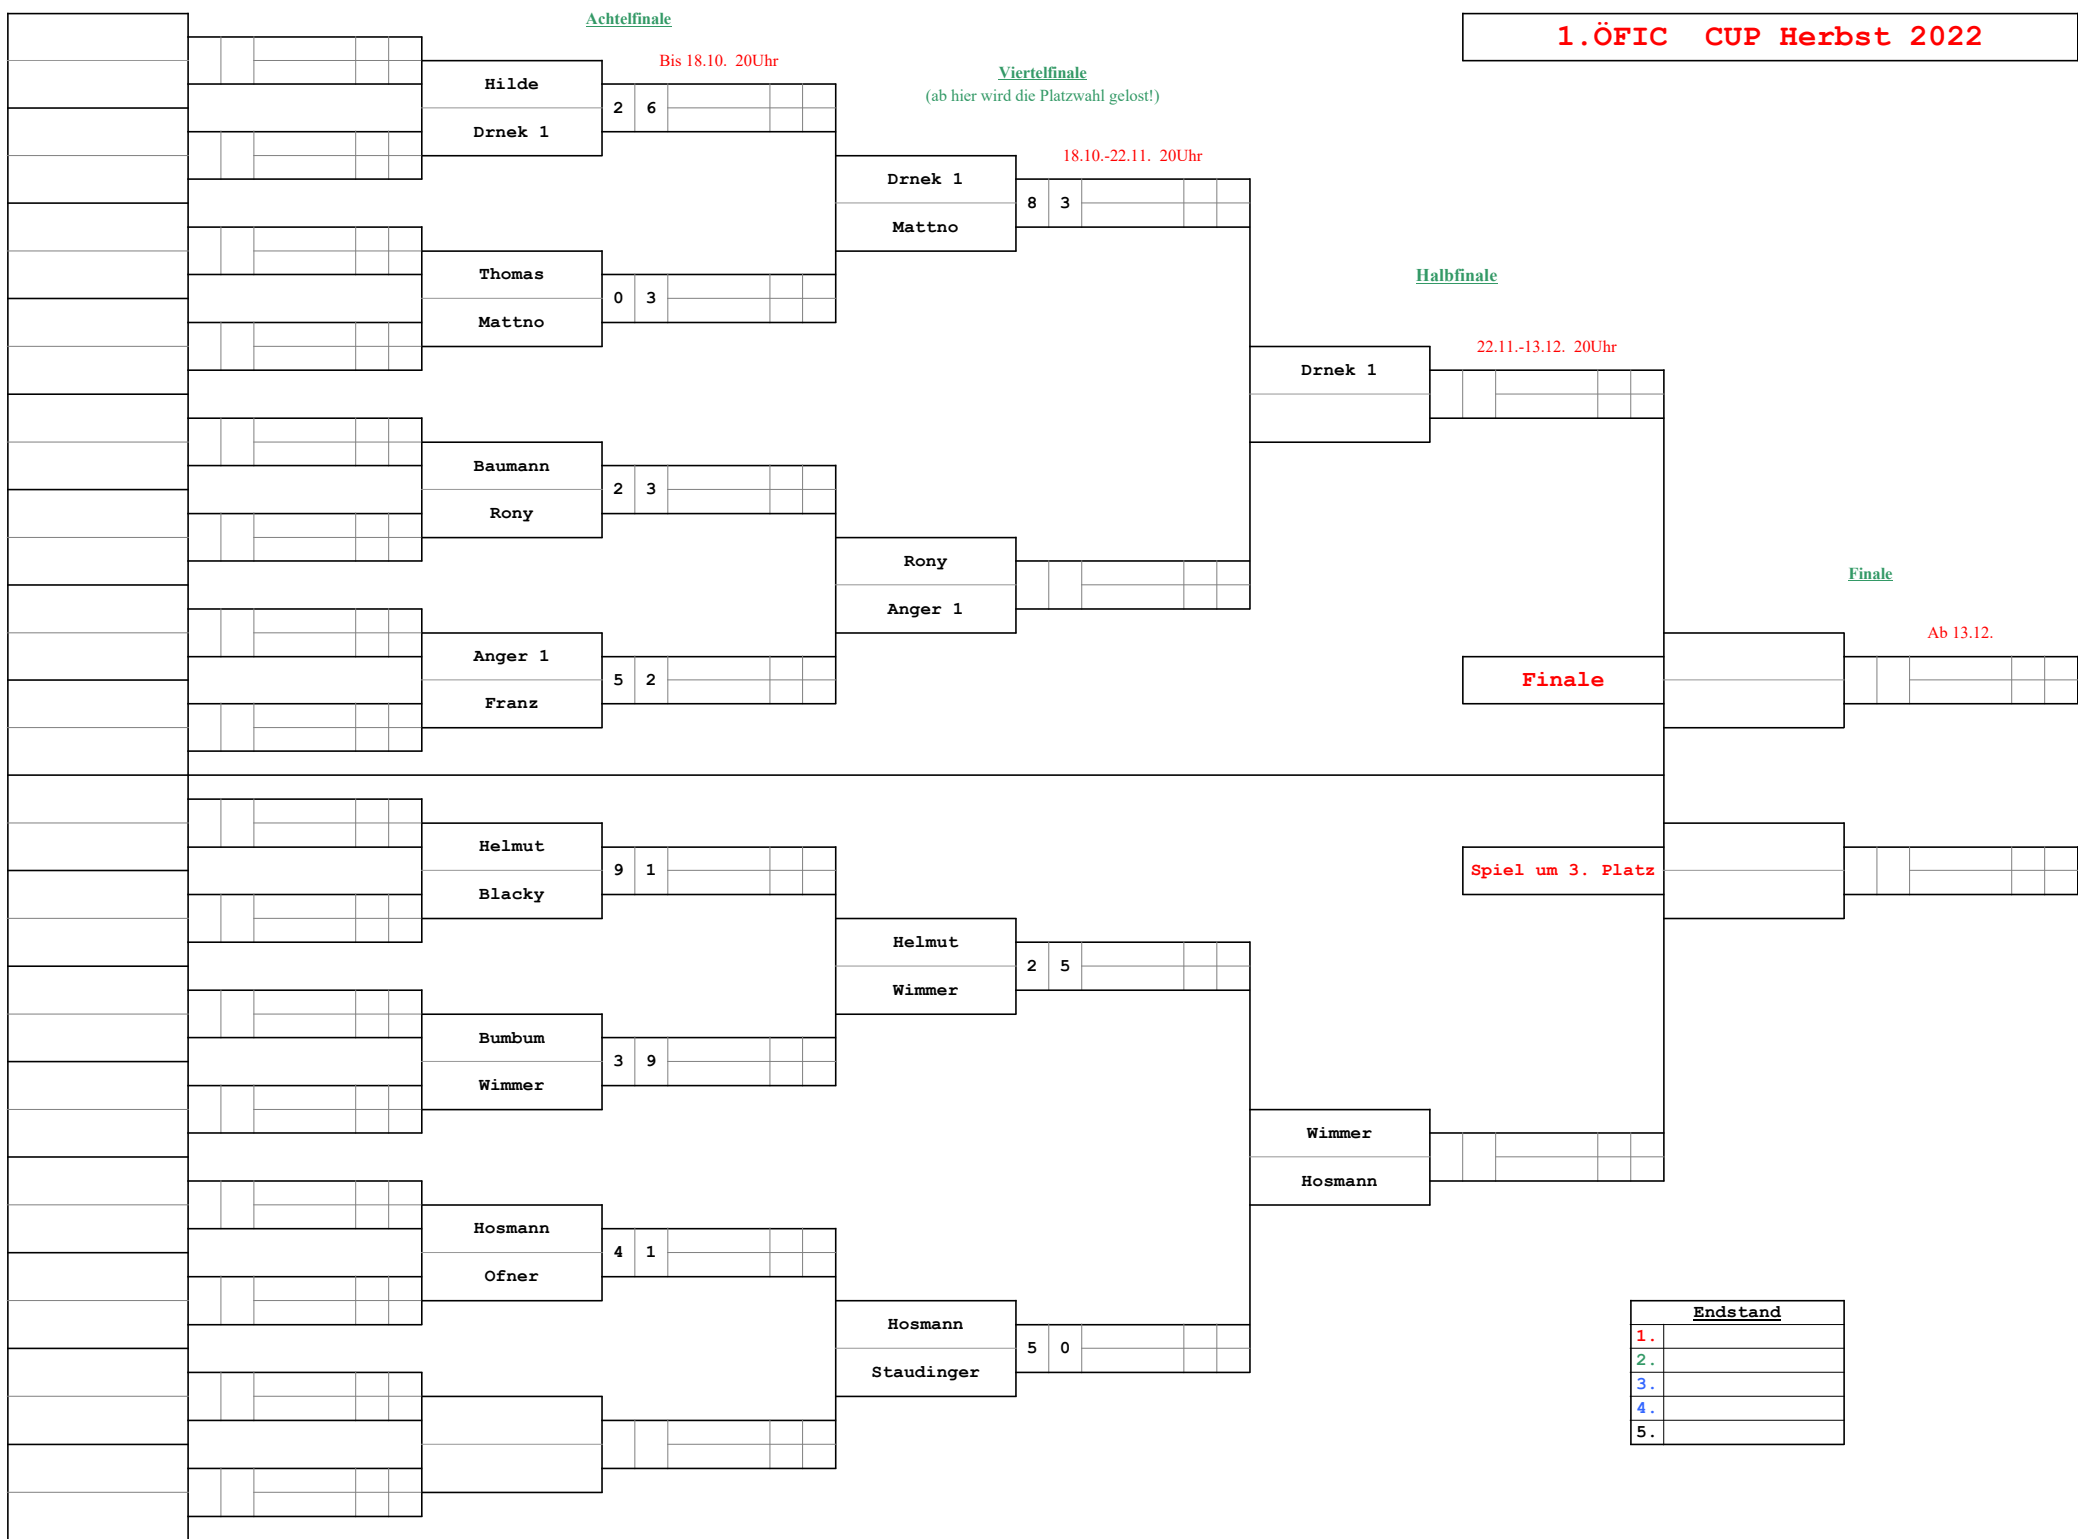 Achtelfinale
1.ÖFIC CUP Herbst 2022
Bis 18.10. 20Uhr
Viertelfinale
(ab hier wird die Platzwahl gelost!)
Hilde
2 6
Drnek 1
18.10.-22.11. 20Uhr
Drnek 1
8 3
Mattno
Thomas
0 3
Mattno
Halbfinale
22.11.-13.12. 20Uhr
Drnek 1
Baumann
2 3
Rony
Rony
Anger 1
Finale
Ab 13.12.
Anger 1
5 2
Franz
Finale
Helmut
9 1
Blacky
Spiel um 3. Platz
Helmut
2 5
Wimmer
Bumbum
3 9
Wimmer
Wimmer
Hosmann
Hosmann
4 1
Ofner
Hosmann
5 0
Staudinger
Endstand
1.
2.
3.
4.
5.